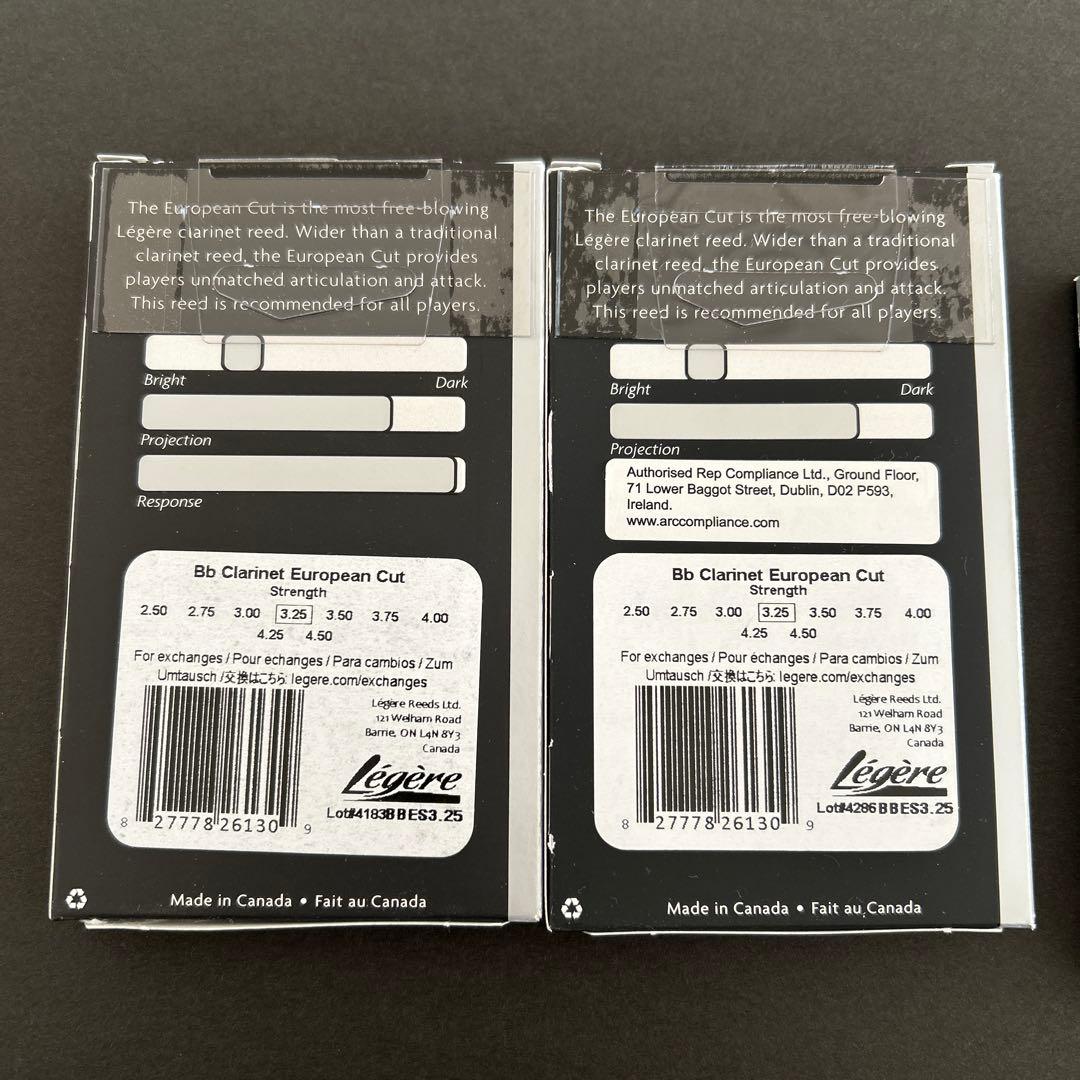 The European Cut is the most free-blowing
Légère clarinet reed. Wider than a traditional
clarinet reed, the European Cut provides
players unmatched articulation and attack.
This reed is recommended for all players.
Bright Dark
Projection
Response
Bb Clarinet European Cut
Strength
2.50 2.75 3.00 3.25 3.50 3.75 4.00
4.25 4.50
For exchanges / Pour échanges / Para cambios / Zum
Umtausch /交換はこちら legere.com/exchanges
Légère Reeds Ltd.
121 Welham Road
Barrie, ON L4N 8Y3
Canada
Légère
Lot#4183BBES3.25
8 27778 26130 9
Made in Canada • Fait au Canada
The European Cut is the most free-blowing
Légère clarinet reed. Wider than a traditional
clarinet reed, the European Cut provides
players unmatched articulation and attack.
This reed is recommended for all players.
Bright Dark
Projection
Authorised Rep Compliance Ltd., Ground Floor,
71 Lower Baggot Street, Dublin, D02 P593,
Ireland.
www.arccompliance.com
Bb Clarinet European Cut
Strength
2.50 2.75 3.00 3.25 3.50 3.75 4.00
4.25 4.50
For exchanges / Pour échanges / Para cambios / Zum
Umtausch /交換はこちら legere.com/exchanges
Légère Reeds Ltd.
121 Welham Road
Barrie, ON L4N 8Y3
Canada
Légère
Lot#4286BBES3.25
8 27778 26130 9
Made in Canada • Fait au Canada